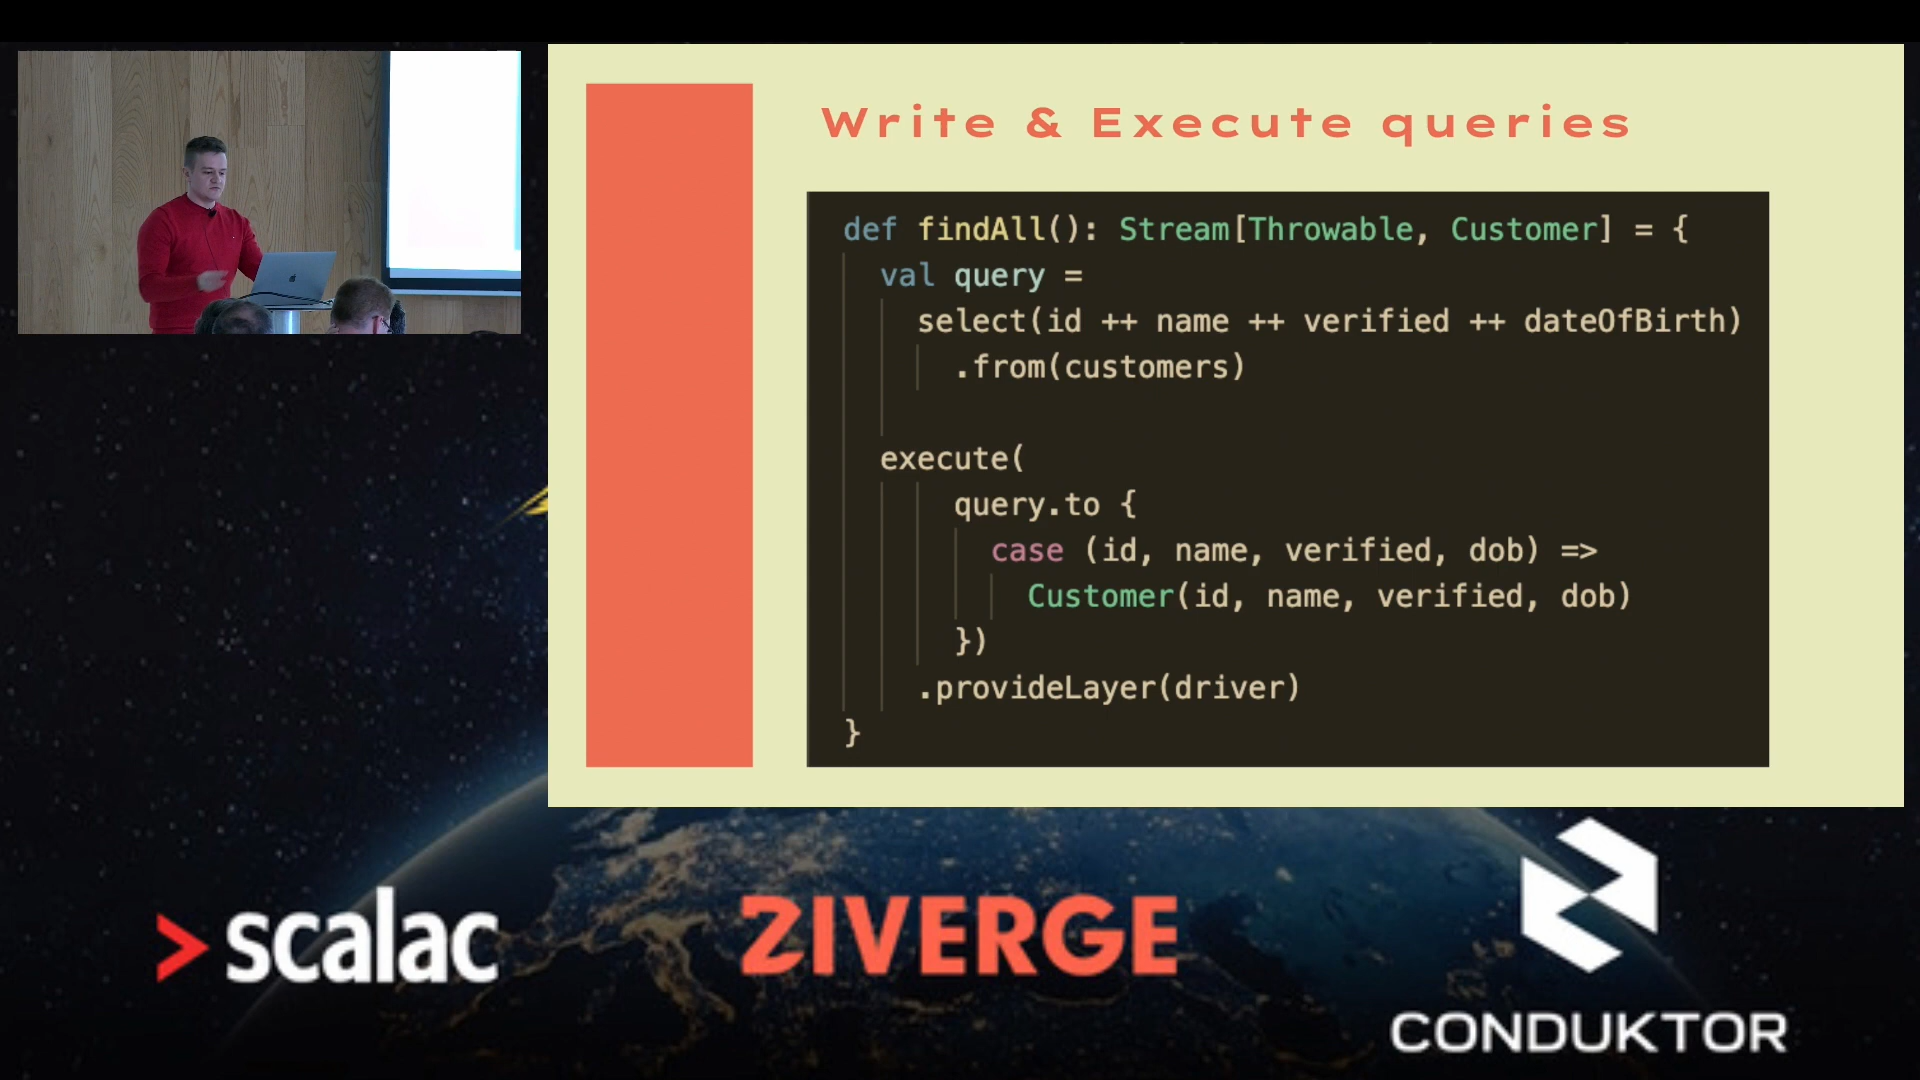 Write & Execute queries
def findAll(): Stream[Throwable, Customer] = {
val query =
select(id ++ name ++ verified ++ dateOfBirth)
.from(customers)
execute(
query.to {
case (id, name, verified, dob) =>
Customer(id, name, verified, dob)
})
.provideLayer(driver)
}
scalac
ZIVERGE
CONDUKTOR